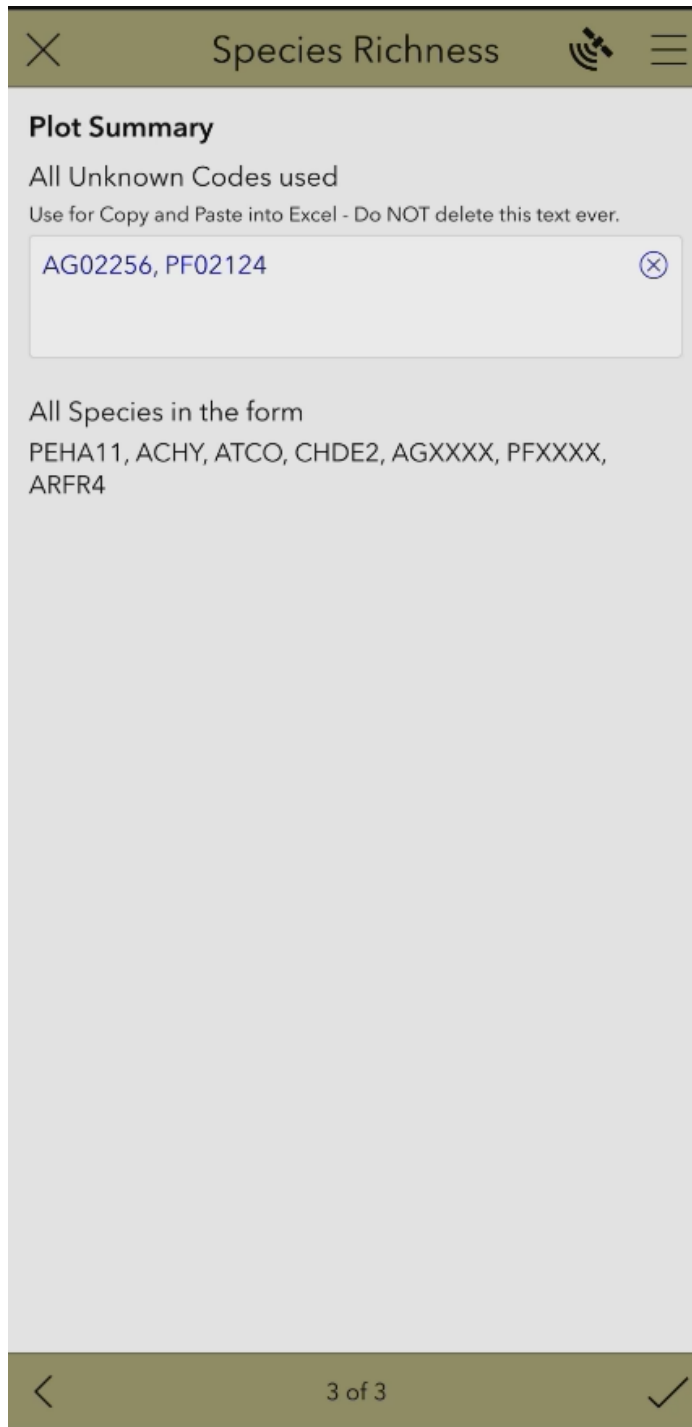 Species Richness
Plot Summary
All Unknown Codes used
Use for Copy and Paste into Excel - Do NOT delete this text ever.
AG02256, PF02124
All Species in the form
PEHA11, ACHY, ATCO, CHDE2, AGXXXX, PFXXXX,
ARFR4
3 of 3